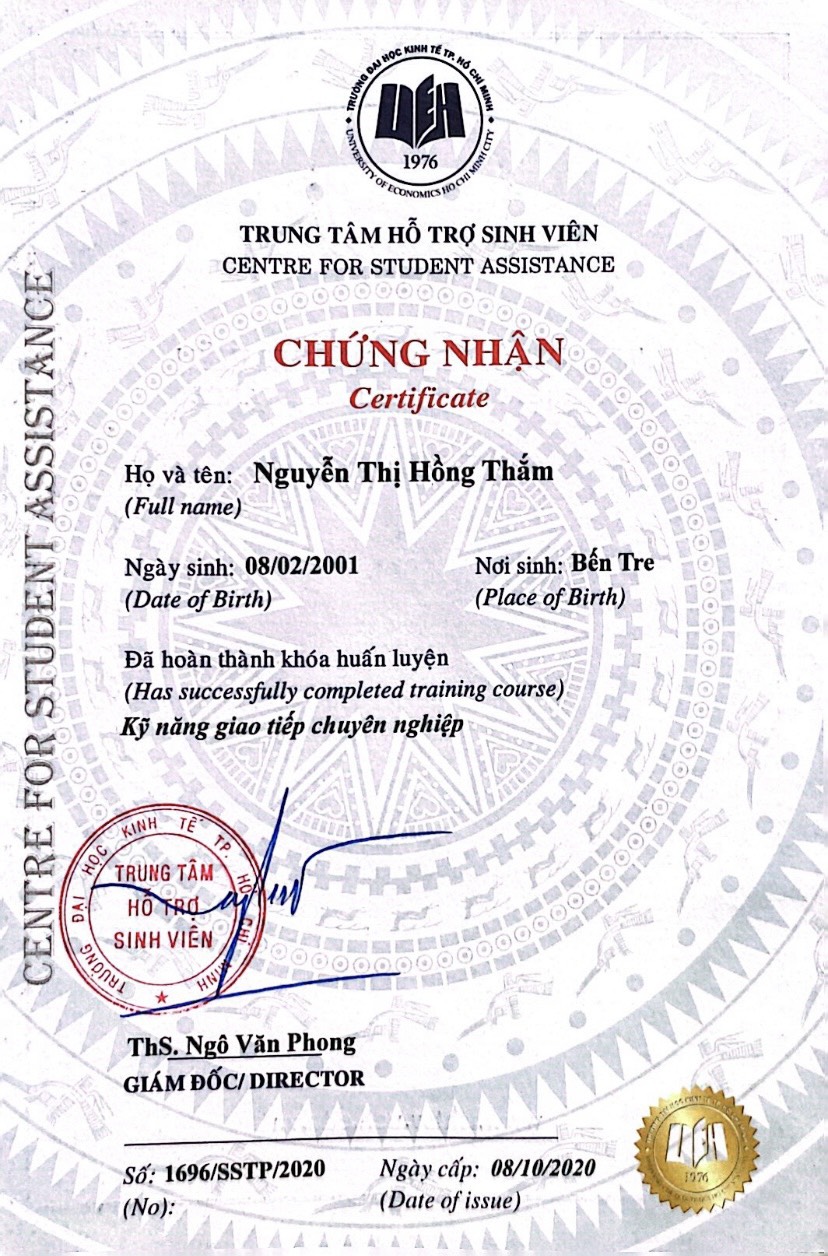 TRƯỜNG ĐẠI HỌC KINH TẾ TP. HỒ CHÍ MINH
UEH
1976
UNIVERSITY OF ECONOMICS HO CHI MINH CITY
TRUNG TÂM HỖ TRỢ SINH VIÊN
CENTRE FOR STUDENT ASSISTANCE
CENTRE FOR STUDENT ASSISTANCE
CHỨNG NHẬN
Certificate
Họ và tên: Nguyễn Thị Hồng Thắm
(Full name)
Ngày sinh: 08/02/2001 Nơi sinh: Bến Tre
(Date of Birth) (Place of Birth)
Đã hoàn thành khóa huấn luyện
(Has successfully completed training course)
Kỹ năng giao tiếp chuyên nghiệp
TRƯỜNG ĐẠI HỌC KINH TẾ TP. HỒ CHÍ MINH
TRUNG TÂM
HỖ TRỢ
SINH VIÊN
ThS. Ngô Văn Phong
GIÁM ĐỐC/ DIRECTOR
Số: 1696/SSTP/2020 Ngày cấp: 08/10/2020
(No): (Date of issue)
UEH
1976